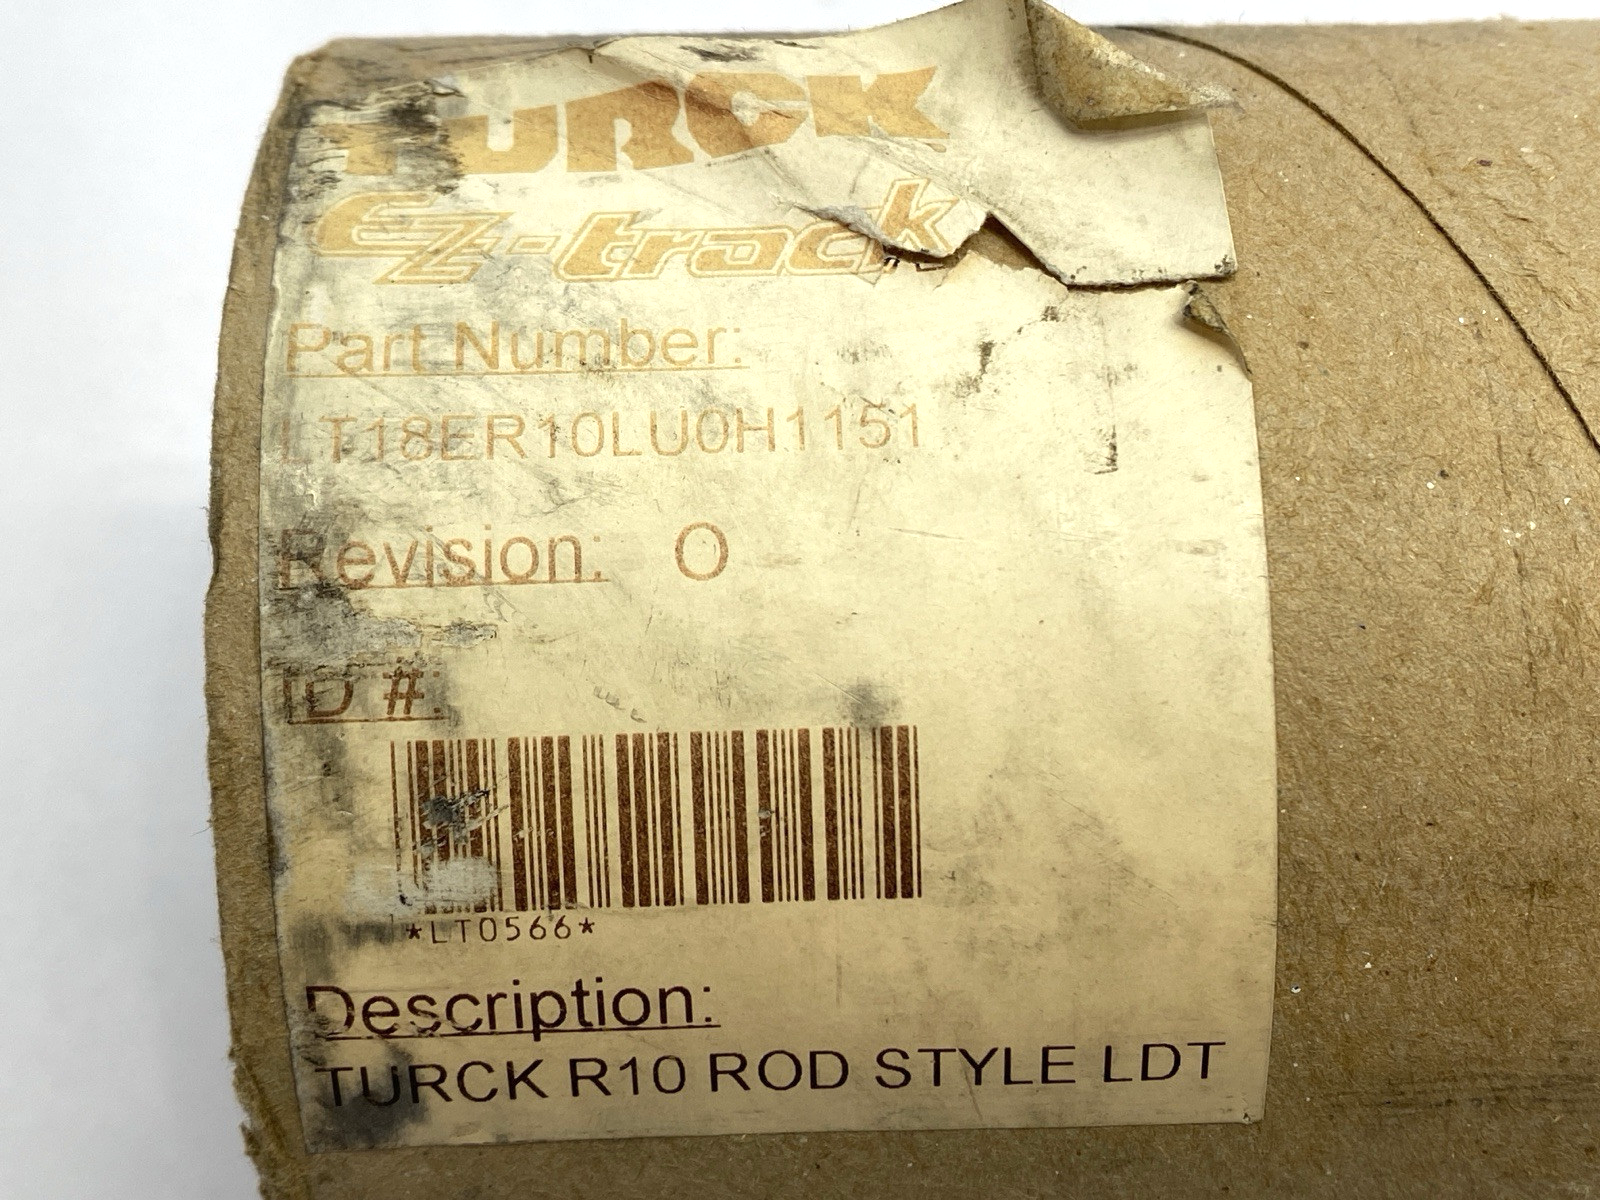 TURCK
EZ-track
Part Number:
LT18ER10LU0H1151
Revision: O
ID #:
*LT0566*
Description:
TURCK R10 ROD STYLE LDT